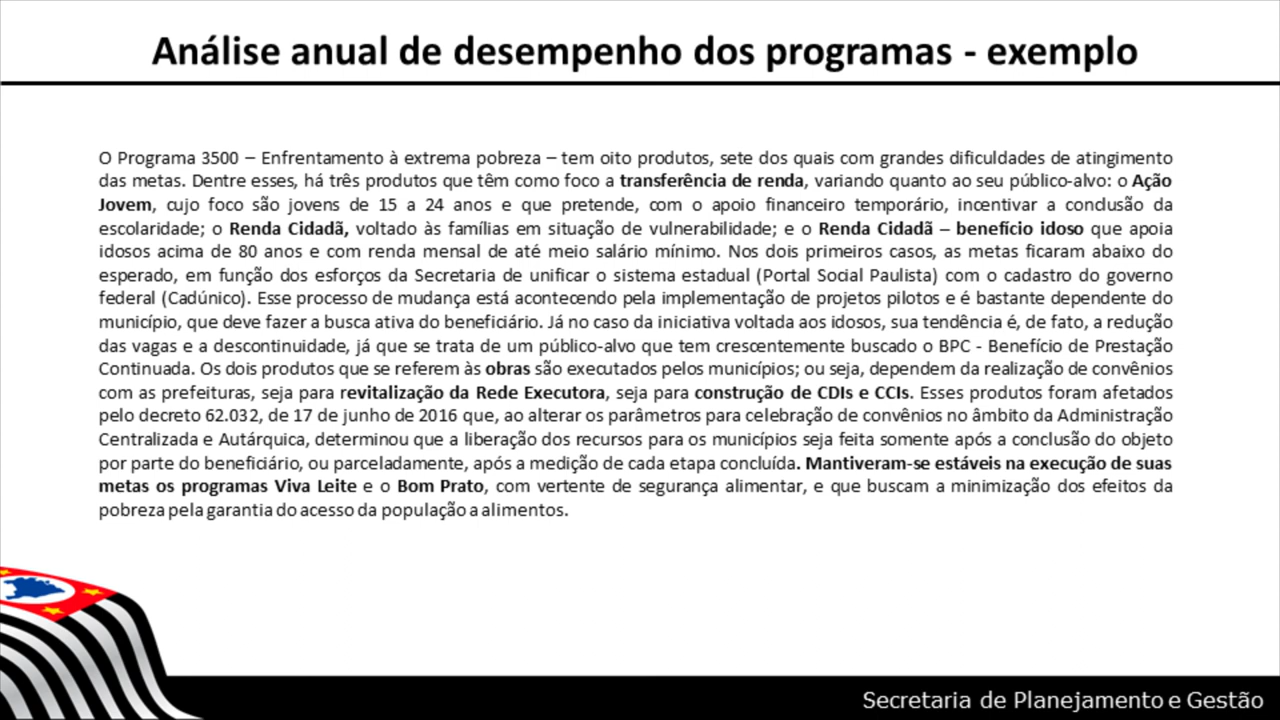 Análise anual de desempenho dos programas - exemplo
O Programa 3500 – Enfrentamento à extrema pobreza – tem oito produtos, sete dos quais com grandes dificuldades de atingimento
das metas. Dentre esses, há três produtos que têm como foco a transferência de renda, variando quanto ao seu público-alvo: o Ação
Jovem, cujo foco são jovens de 15 a 24 anos e que pretende, com o apoio financeiro temporário, incentivar a conclusão da
escolaridade; o Renda Cidadã, voltado às famílias em situação de vulnerabilidade; e o Renda Cidadã – benefício idoso que apoia
idosos acima de 80 anos e com renda mensal de até meio salário mínimo. Nos dois primeiros casos, as metas ficaram abaixo do
esperado, em função dos esforços da Secretaria de unificar o sistema estadual (Portal Social Paulista) com o cadastro do governo
federal (Cadúnico). Esse processo de mudança está acontecendo pela implementação de projetos pilotos e é bastante dependente do
município, que deve fazer a busca ativa do beneficiário. Já no caso da iniciativa voltada aos idosos, sua tendência é, de fato, a redução
das vagas e a descontinuidade, já que se trata de um público-alvo que tem crescentemente buscado o BPC - Benefício de Prestação
Continuada. Os dois produtos que se referem às obras são executados pelos municípios; ou seja, dependem da realização de convênios
com as prefeituras, seja para revitalização da Rede Executora, seja para construção de CDIs e CCIs. Esses produtos foram afetados
pelo decreto 62.032, de 17 de junho de 2016 que, ao alterar os parâmetros para celebração de convênios no âmbito da Administração
Centralizada e Autárquica, determinou que a liberação dos recursos para os municípios seja feita somente após a conclusão do objeto
por parte do beneficiário, ou parceladamente, após a medição de cada etapa concluída. Mantiveram-se estáveis na execução de suas
metas os programas Viva Leite e o Bom Prato, com vertente de segurança alimentar, e que buscam a minimização dos efeitos da
pobreza pela garantia do acesso da população a alimentos.
Secretaria de Planejamento e Gestão